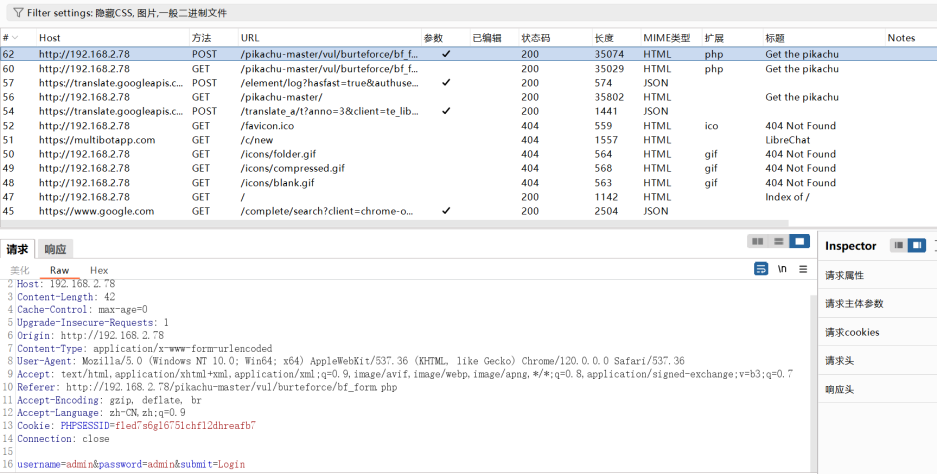 Filter settings: 隐藏CSS, 图片,一般二进制文件
# Host 方法 URL 参数 已编辑 状态码 长度 MIME类型 扩展 标题 Notes
62 http://192.168.2.78 POST /pikachu-master/vul/burteforce/bf_f... ✓ 200 35074 HTML php Get the pikachu
60 http://192.168.2.78 GET /pikachu-master/vul/burteforce/bf_f... 200 35029 HTML php Get the pikachu
57 https://translate.googleapis.c... POST /element/log?hasfast=true&authuse... ✓ 200 574 JSON
56 http://192.168.2.78 GET /pikachu-master/ 200 35802 HTML Get the pikachu
54 https://translate.googleapis.c... POST /translate_a/t?anno=3&client=te_lib... ✓ 200 1441 JSON
52 http://192.168.2.78 GET /favicon.ico 404 559 HTML ico 404 Not Found
51 https://multibotapp.com GET /c/new 404 1557 HTML LibreChat
50 http://192.168.2.78 GET /icons/folder.gif 404 564 HTML gif 404 Not Found
49 http://192.168.2.78 GET /icons/compressed.gif 404 568 HTML gif 404 Not Found
48 http://192.168.2.78 GET /icons/blank.gif 404 563 HTML gif 404 Not Found
47 http://192.168.2.78 GET / 200 1142 HTML Index of /
45 https://www.google.com GET /complete/search?client=chrome-o... ✓ 200 2504 JSON
请求 响应
美化 Raw Hex \n
2 Host: 192.168.2.78
3 Content-Length: 42
4 Cache-Control: max-age=0
5 Upgrade-Insecure-Requests: 1
6 Origin: http://192.168.2.78
7 Content-Type: application/x-www-form-urlencoded
8 User-Agent: Mozilla/5.0 (Windows NT 10.0; Win64; x64) AppleWebKit/537.36 (KHTML, like Gecko) Chrome/120.0.0.0 Safari/537.36
9 Accept: text/html,application/xhtml+xml,application/xml;q=0.9,image/avif,image/webp,image/apng,*/*;q=0.8,application/signed-exchange;v=b3;q=0.7
10 Referer: http://192.168.2.78/pikachu-master/vul/burteforce/bf_form.php
11 Accept-Encoding: gzip, deflate, br
12 Accept-Language: zh-CN,zh;q=0.9
13 Cookie: PHPSESSID=fled7s6gl6751chf12dhreafb7
14 Connection: close
15
16 username=admin&password=admin&submit=Login
Inspector
请求属性
请求主体参数
请求cookies
请求头
响应头